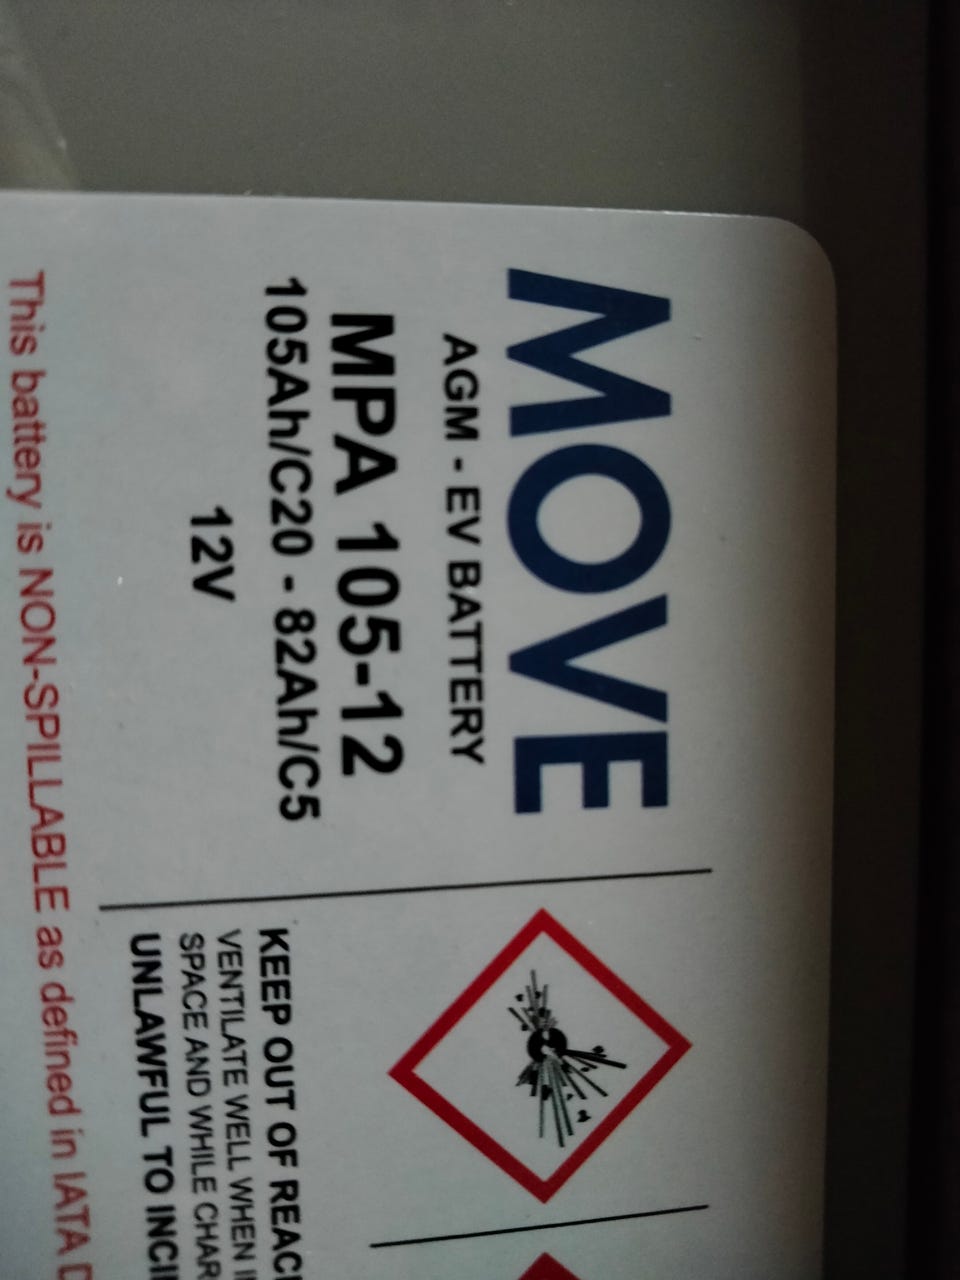 MOVE
AGM - EV BATTERY
MPA 105-12
105Ah/C20 - 82Ah/C5
12V
KEEP OUT OF
VENTILATE WELL WHEN
SPACE AND WHILE
UNLAWFUL TO
This battery is NON-SPILLABLE as defined in IATA